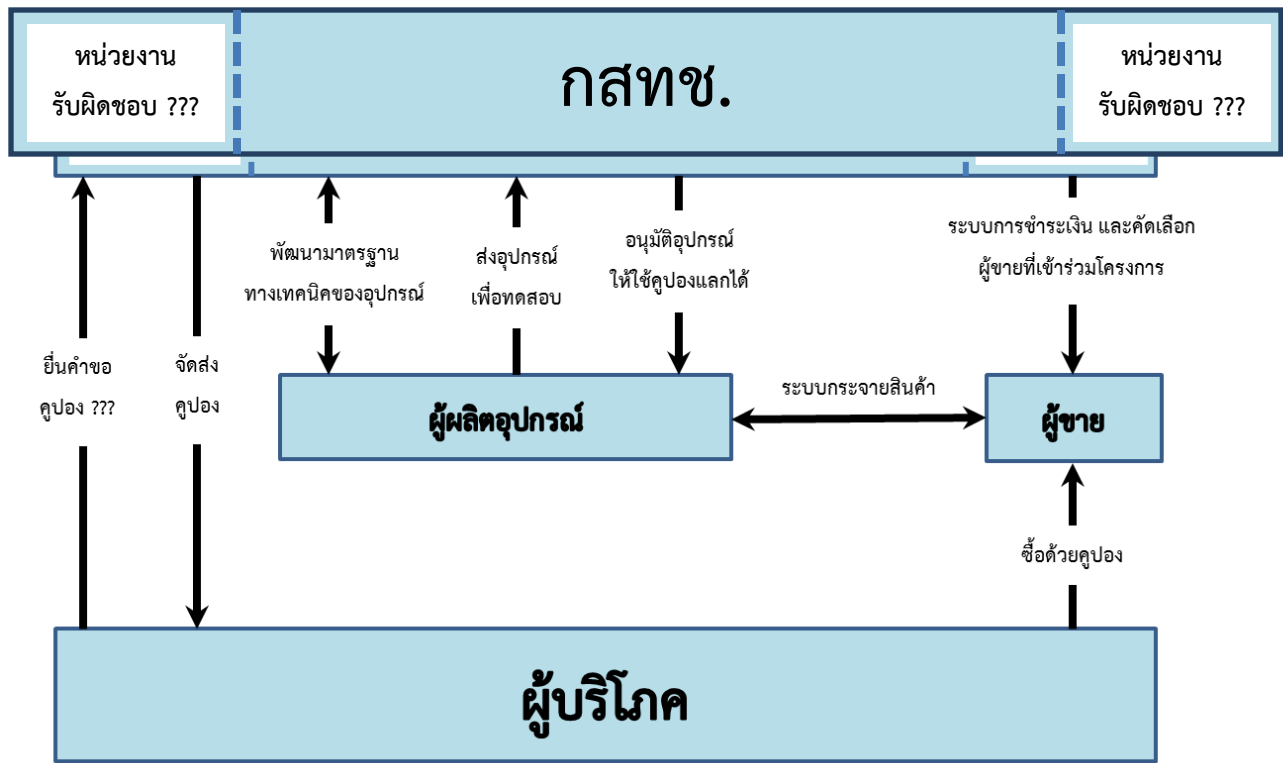 หน่วยงาน
รับผิดชอบ ???
กสทช.
หน่วยงาน
รับผิดชอบ ???
พัฒนามาตรฐาน
ทางเทคนิคของอุปกรณ์
ส่งอุปกรณ์
เพื่อทดสอบ
อนุมัติอุปกรณ์
ให้ใช้คูปองแลกได้
ระบบการชำระเงิน และคัดเลือก
ผู้ขายที่เข้าร่วมโครงการ
ยื่นคำขอ
คูปอง ???
จัดส่ง
คูปอง
ผู้ผลิตอุปกรณ์
ระบบกระจายสินค้า
ผู้ขาย
ซื้อด้วยคูปอง
ผู้บริโภค